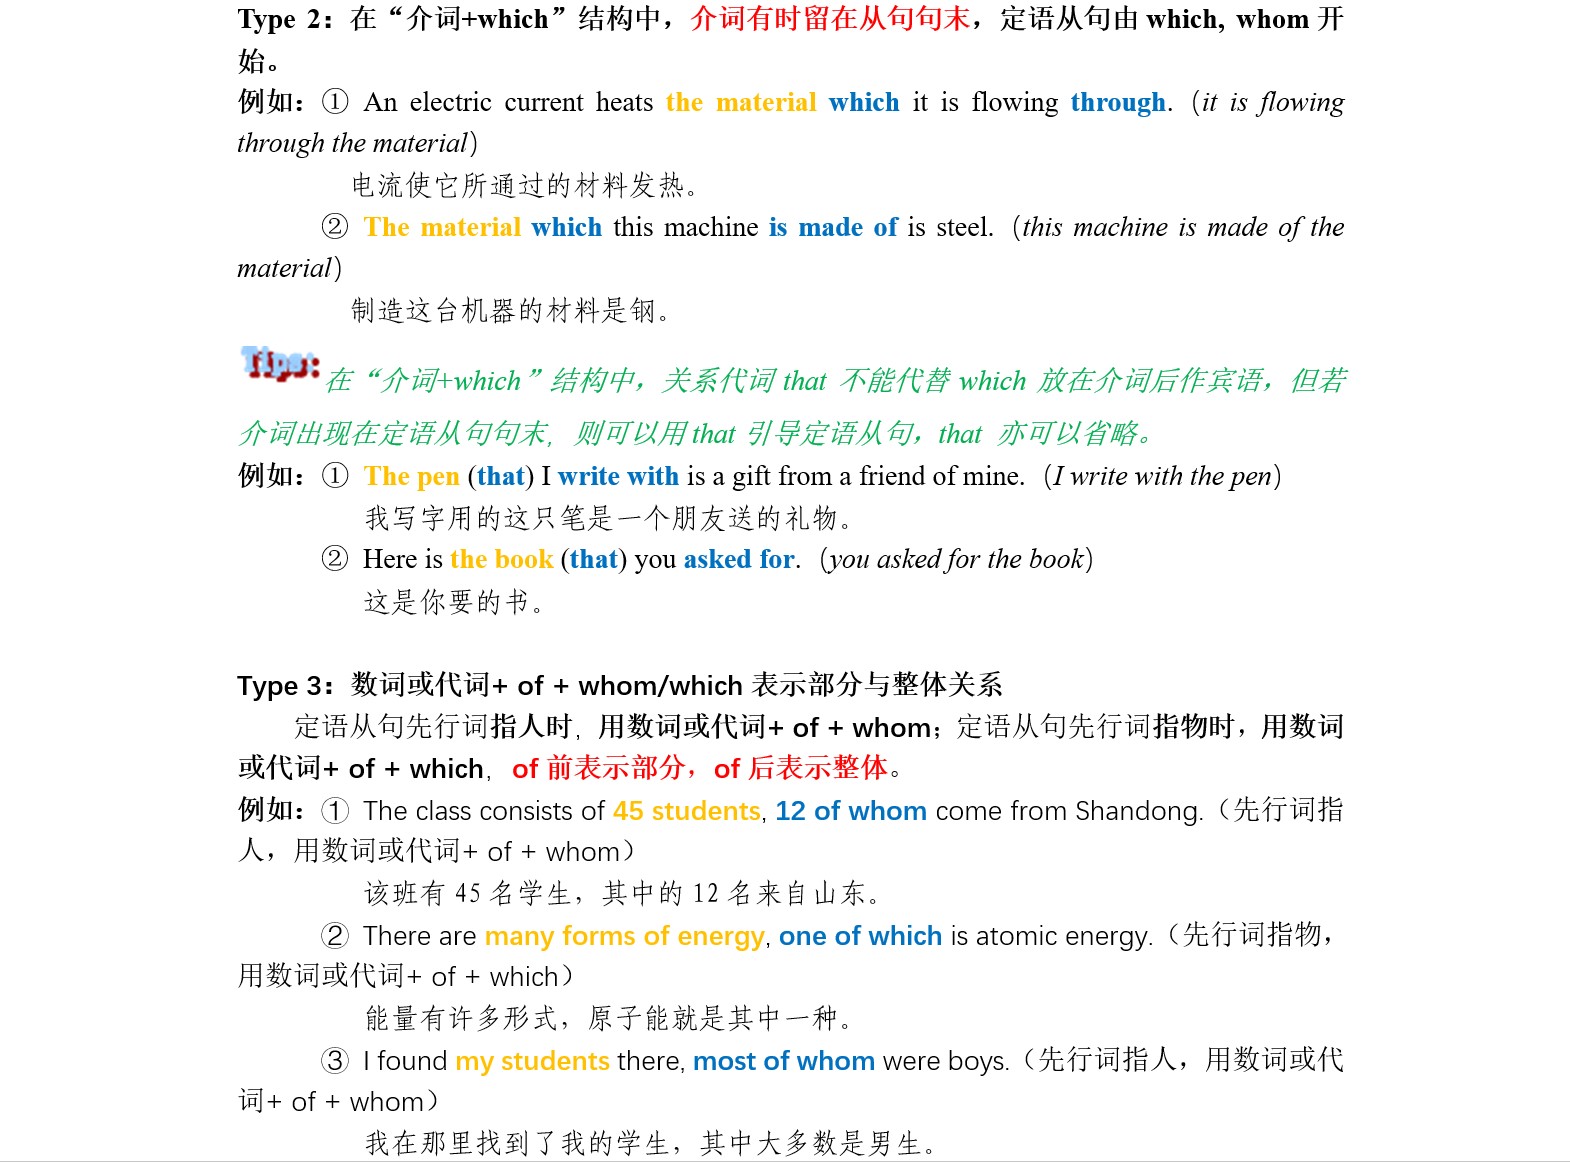 Type 2：在“介词+which”结构中，介词有时留在从句句末，定语从句由 which, whom 开
始。
例如：① An electric current heats the material which it is flowing through.（it is flowing
through the material）
电流使它所通过的材料发热。
② The material which this machine is made of is steel.（this machine is made of the
material）
制造这台机器的材料是钢。
Tips:在“介词+which”结构中，关系代词 that 不能代替 which 放在介词后作宾语，但若
介词出现在定语从句句末，则可以用 that 引导定语从句，that 亦可以省略。
例如：① The pen (that) I write with is a gift from a friend of mine.（I write with the pen）
我写字用的这只笔是一个朋友送的礼物。
② Here is the book (that) you asked for.（you asked for the book）
这是你要的书。
Type 3：数词或代词+ of + whom/which 表示部分与整体关系
定语从句先行词指人时，用数词或代词+ of + whom；定语从句先行词指物时，用数词
或代词+ of + which，of 前表示部分，of 后表示整体。
例如：① The class consists of 45 students, 12 of whom come from Shandong.（先行词指
人，用数词或代词+ of + whom）
该班有 45 名学生，其中的 12 名来自山东。
② There are many forms of energy, one of which is atomic energy.（先行词指物，
用数词或代词+ of + which）
能量有许多形式，原子能就是其中一种。
③ I found my students there, most of whom were boys.（先行词指人，用数词或代
词+ of + whom）
我在那里找到了我的学生，其中大多数是男生。